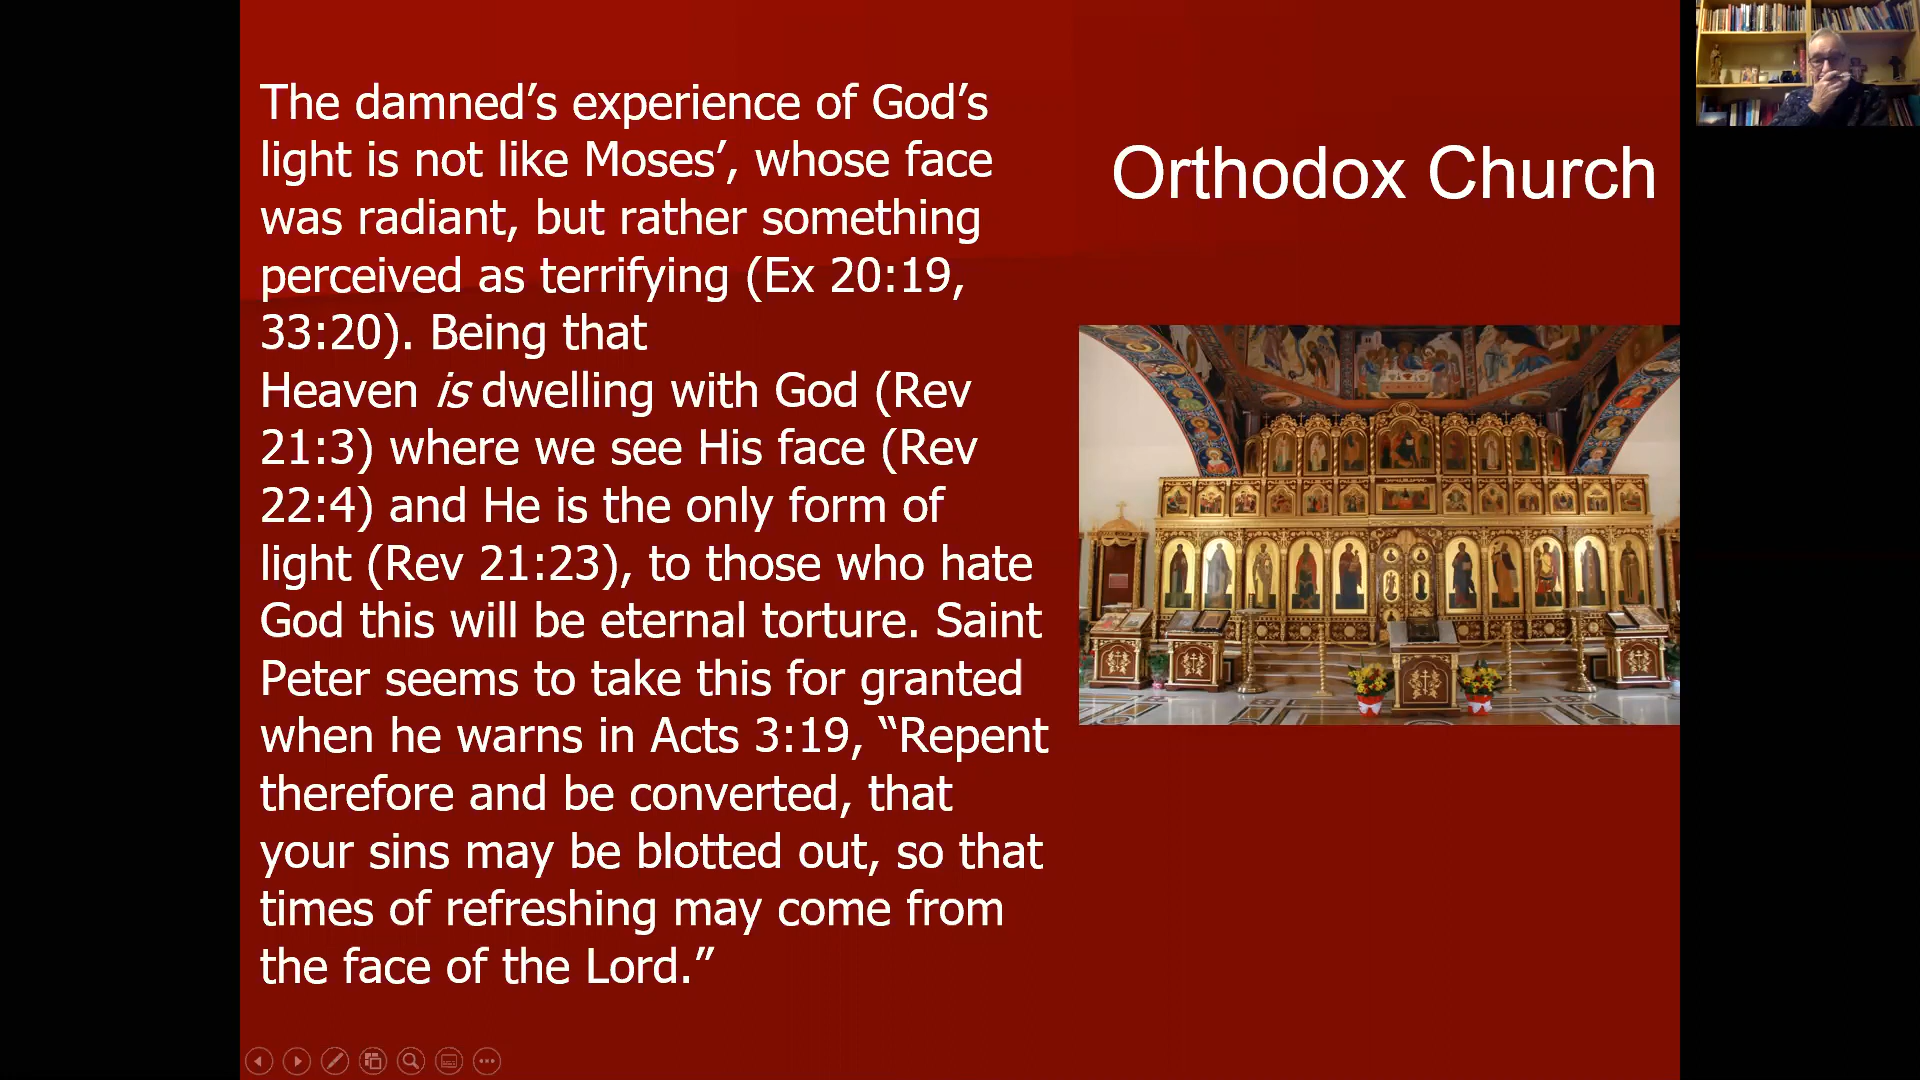 The damned’s experience of God’s
light is not like Moses’, whose face
was radiant, but rather something
perceived as terrifying (Ex 20:19,
33:20). Being that
Heaven is dwelling with God (Rev
21:3) where we see His face (Rev
22:4) and He is the only form of
light (Rev 21:23), to those who hate
God this will be eternal torture. Saint
Peter seems to take this for granted
when he warns in Acts 3:19, “Repent
therefore and be converted, that
your sins may be blotted out, so that
times of refreshing may come from
the face of the Lord.”
Orthodox Church